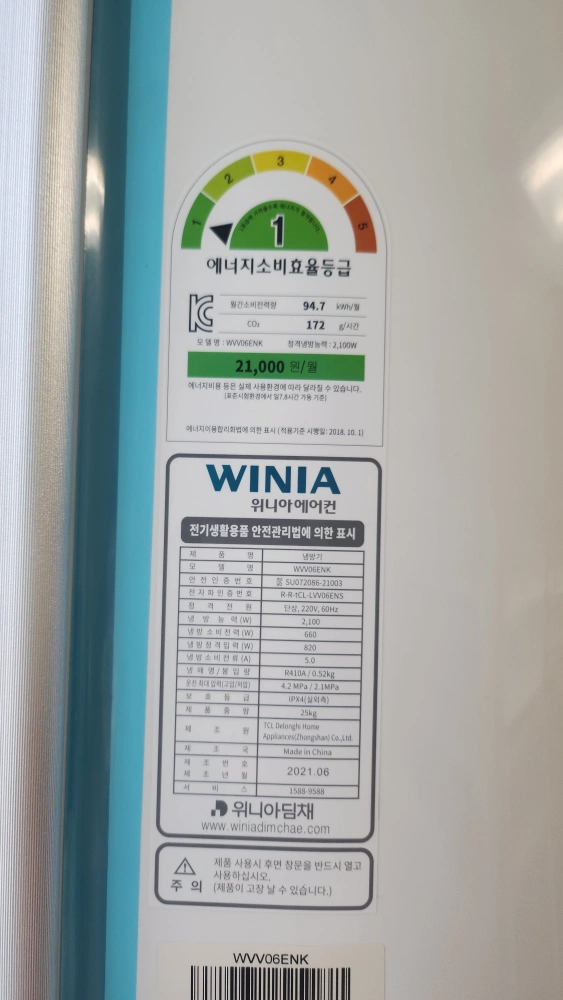 1
2
3
4
5
1
에너지소비효율등급
월간소비전력량 94.7 kWh/월
CO₂ 172 g/시간
모델명 : WVV06ENK 정격냉방능력 : 2,100W
21,000 원/월
에너지비용 등은 실제 사용환경에 따라 달라질 수 있습니다.
(표준시험환경에서 일7.8시간 가동 기준)
에너지이용합리화법에 의한 표시 (적용기준 시행일: 2018. 10. 1)
WINIA
위니아에어컨
전기생활용품 안전관리법에 의한 표시
제품명 냉방기
모델명 WVV06ENK
안전인증번호 SU072086-21003
전자파인증번호 R-R-tCL-LVV06ENS
정격전원 단상, 220V, 60Hz
냉방능력(W) 2,100
냉방소비전력(W) 660
냉방정격입력(W) 820
냉방소비전류(A) 5.0
냉매명/봉입량 R410A / 0.52kg
운전최대압력(고압/저압) 4.2 MPa / 2.1MPa
보호등급 IPX4(실외측)
제품중량 25kg
제조원 TCL Delonghi Home
Appliances(Zhongshan) Co.,Ltd.
제조국 Made in China
제조번호
제조년월 2021.06
서비스 1588-9588
위니아딤채
www.winiadimchae.com
주의
제품 사용시 후면 창문을 반드시 열고
사용하십시오.
(제품이 고장 날 수 있습니다.)
WVV06ENK